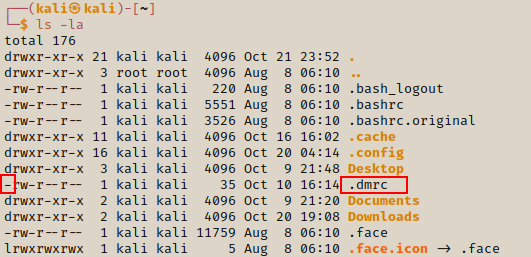 ┌──(kali㉿kali)-[~]
└─$ ls -la
total 176
drwxr-xr-x 21 kali kali  4096 Oct 21 23:52 .
drwxr-xr-x  3 root root  4096 Aug  8 06:10 ..
-rw-r--r--  1 kali kali   220 Aug  8 06:10 .bash_logout
-rw-r--r--  1 kali kali  5551 Aug  8 06:10 .bashrc
-rw-r--r--  1 kali kali  3526 Aug  8 06:10 .bashrc.original
drwxr-xr-x 11 kali kali  4096 Oct 16 16:02 .cache
drwxr-xr-x 16 kali kali  4096 Oct 20 04:14 .config
drwxr-xr-x  3 kali kali  4096 Oct  9 21:48 Desktop
-rw-r--r--  1 kali kali    35 Oct 10 16:14 .dmrc
drwxr-xr-x  2 kali kali  4096 Oct  9 21:20 Documents
drwxr-xr-x  2 kali kali  4096 Oct 20 19:08 Downloads
-rw-r--r--  1 kali kali 11759 Aug  8 06:10 .face
lrwxrwxrwx  1 kali kali     5 Aug  8 06:10 .face.icon -> .face